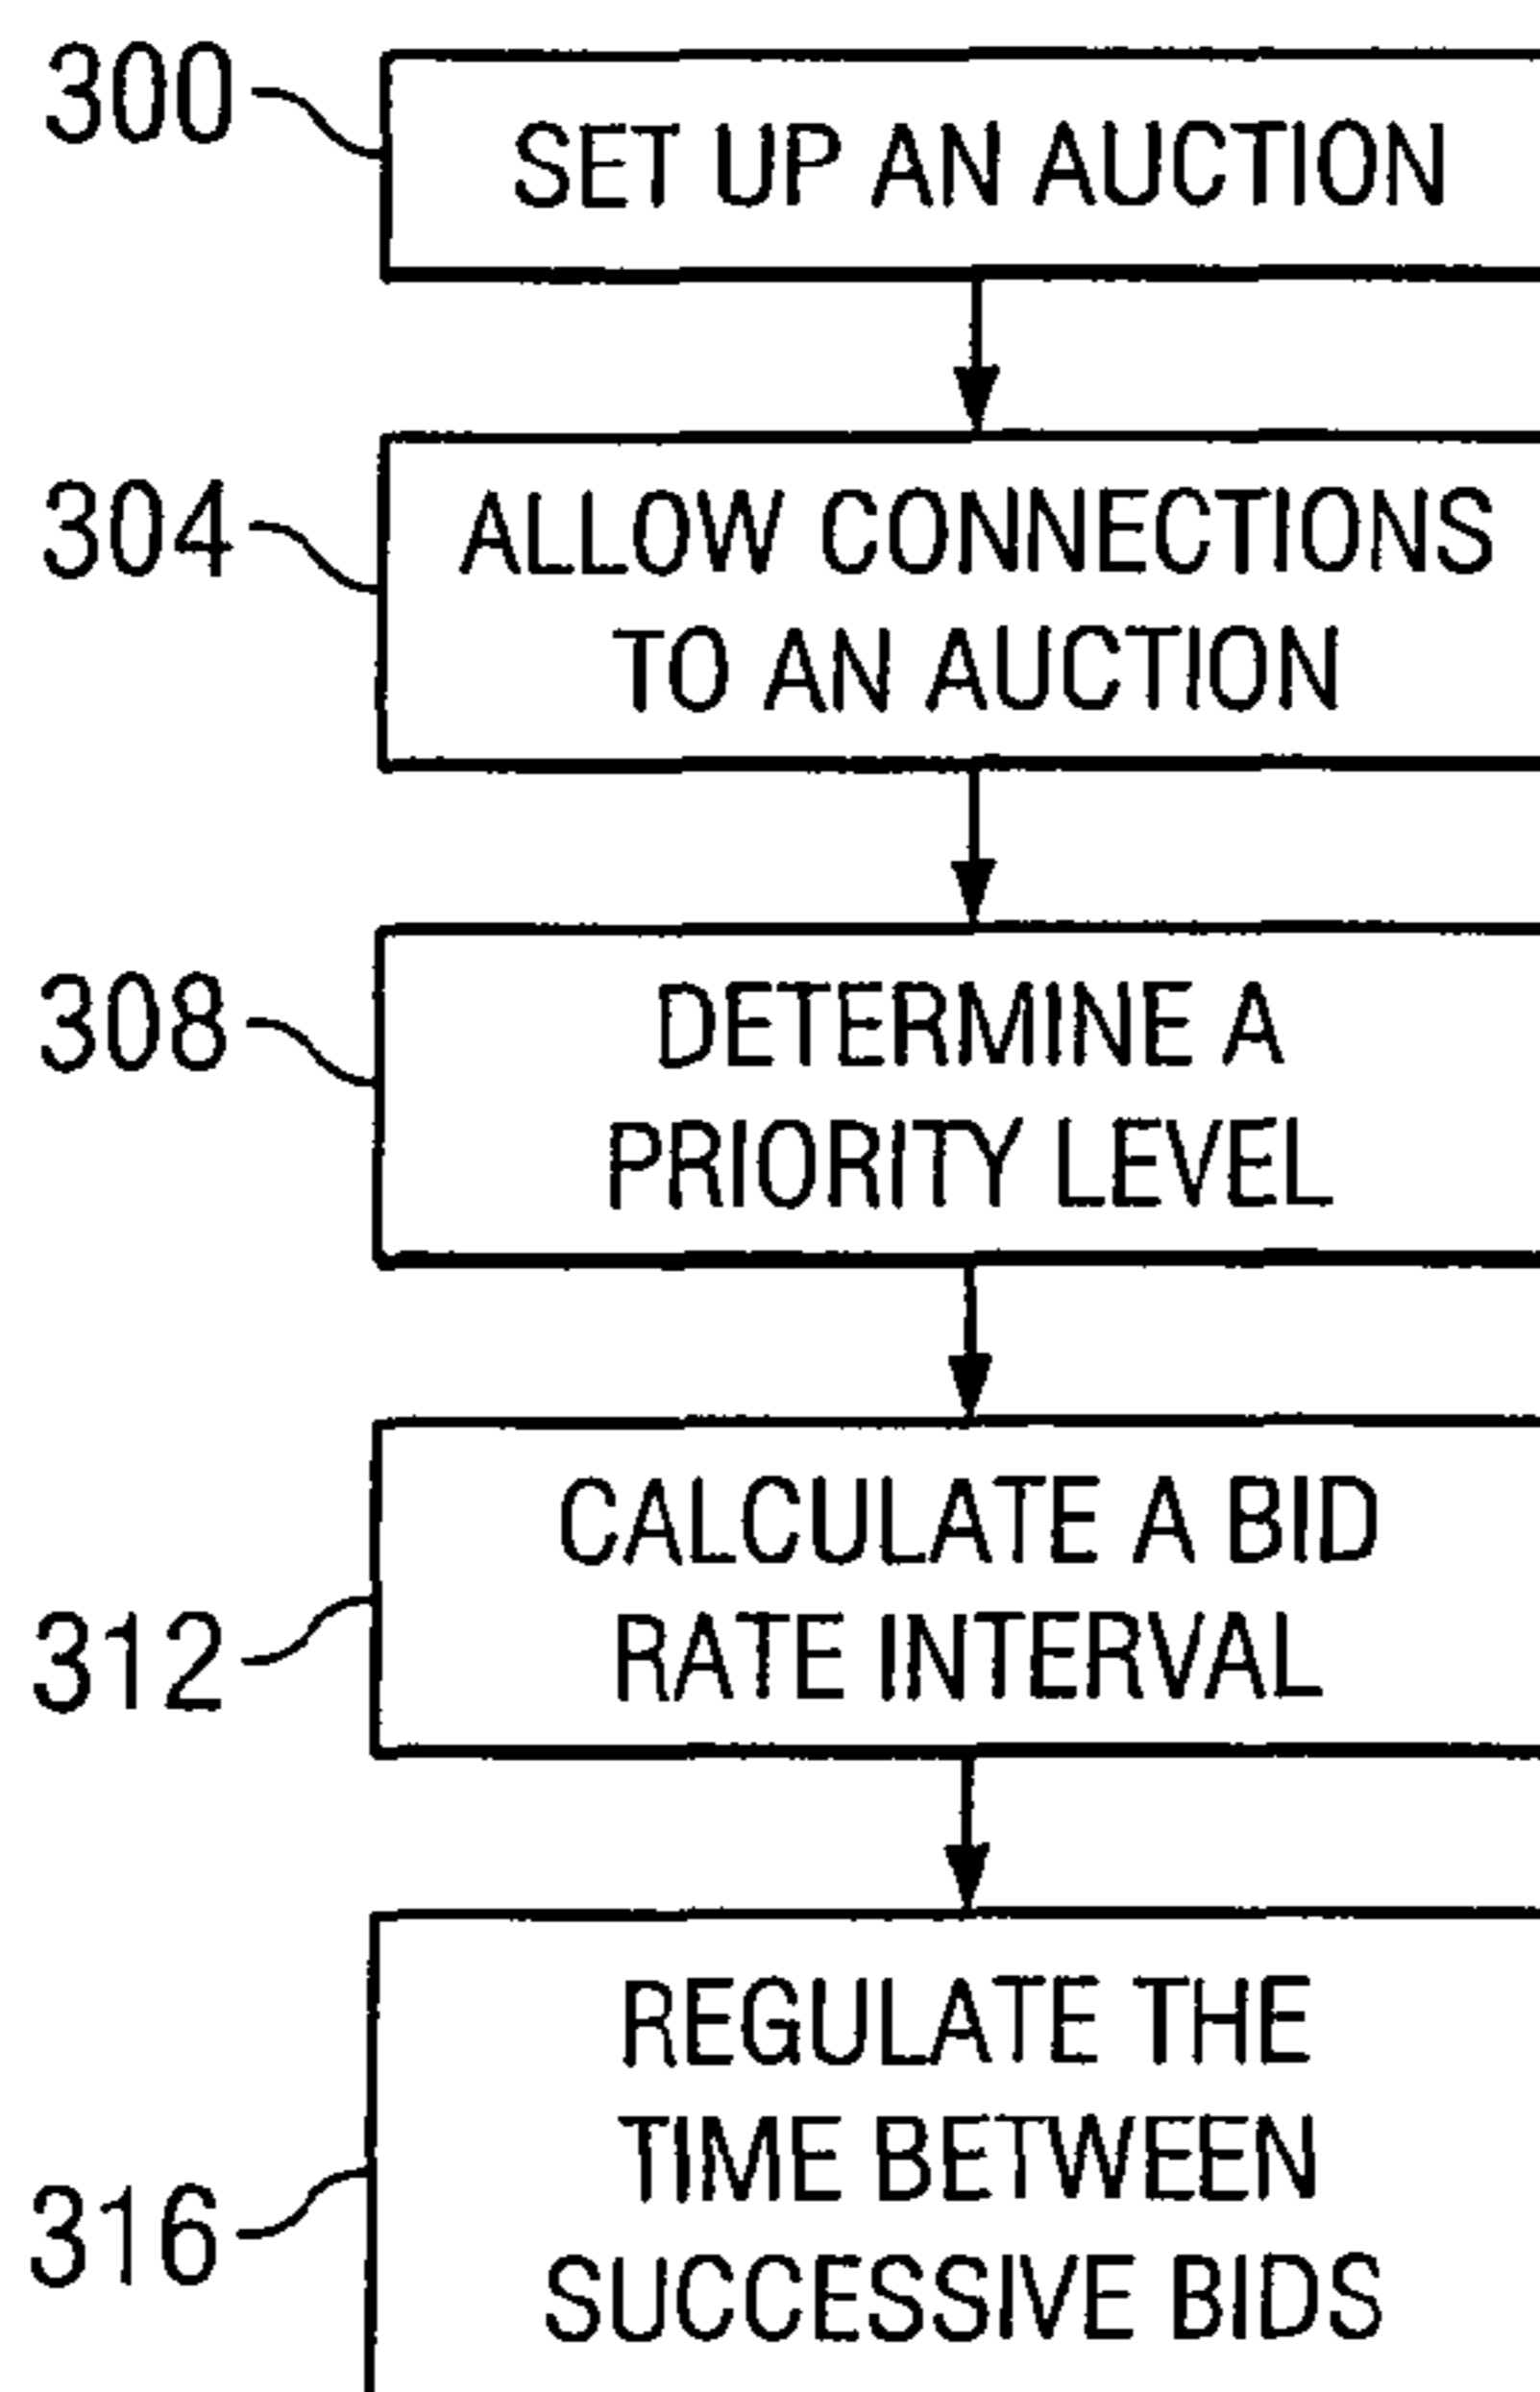 300
SET UP AN AUCTION
304
ALLOW CONNECTIONS
TO AN AUCTION
308
DETERMINE A
PRIORITY LEVEL
312
CALCULATE A BID
RATE INTERVAL
316
REGULATE THE
TIME BETWEEN
SUCCESSIVE BIDS